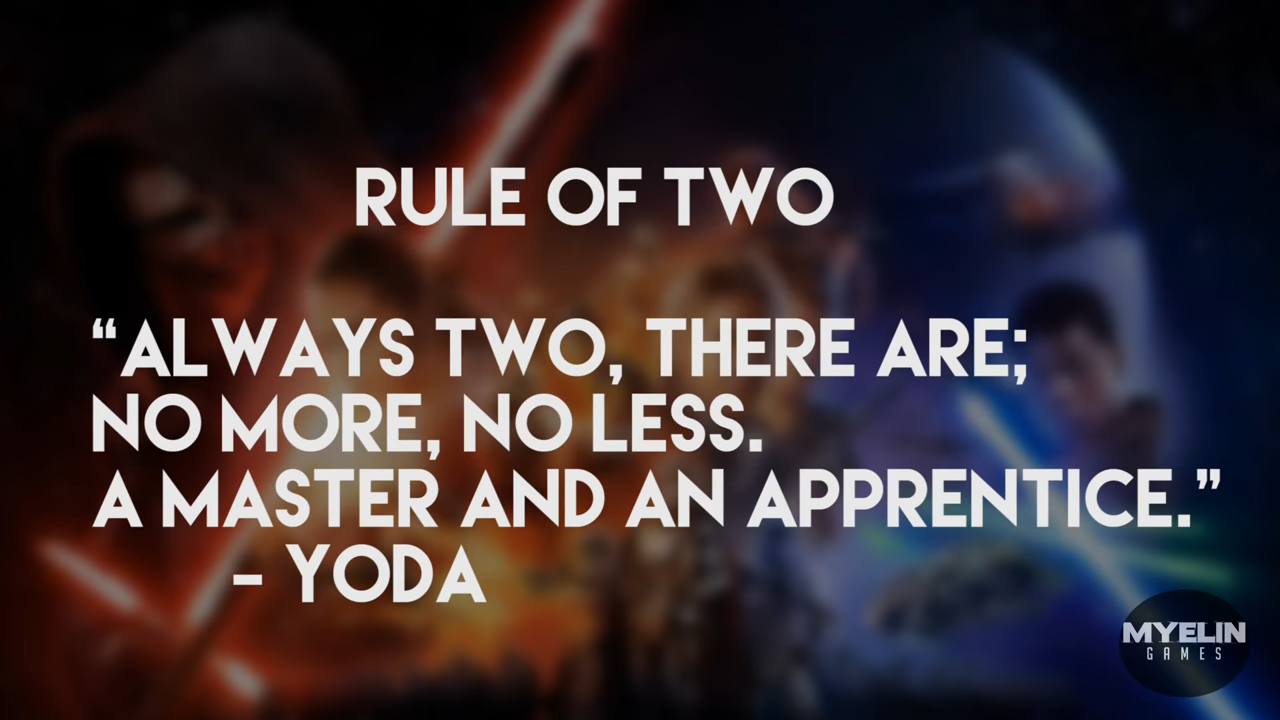 RULE OF TWO
“ALWAYS TWO, THERE ARE;
NO MORE, NO LESS.
A MASTER AND AN APPRENTICE.”
– YODA
MYELIN
GAMES